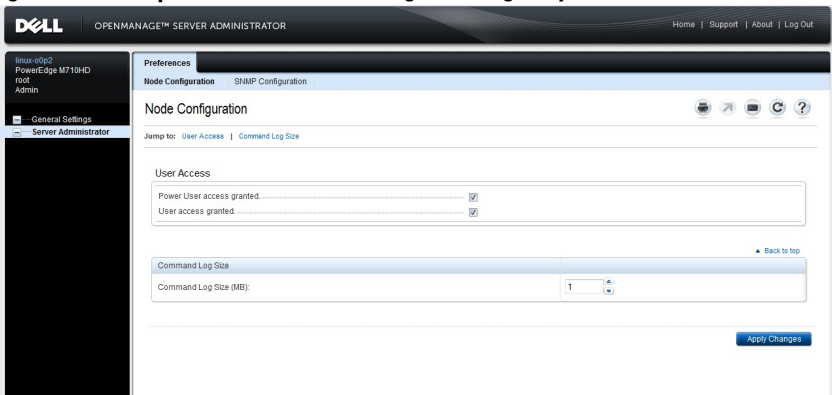 DELL OPENMANAGE™ SERVER ADMINISTRATOR
Home | Support | About | Log Out
linux-o0p2
PowerEdge M710HD
root
Admin
General Settings
Server Administrator
Preferences
Node Configuration SNMP Configuration
Node Configuration
?
Jump to: User Access | Command Log Size
User Access
Power User access granted
User access granted
Back to top
Command Log Size
Command Log Size (MB): 1
Apply Changes